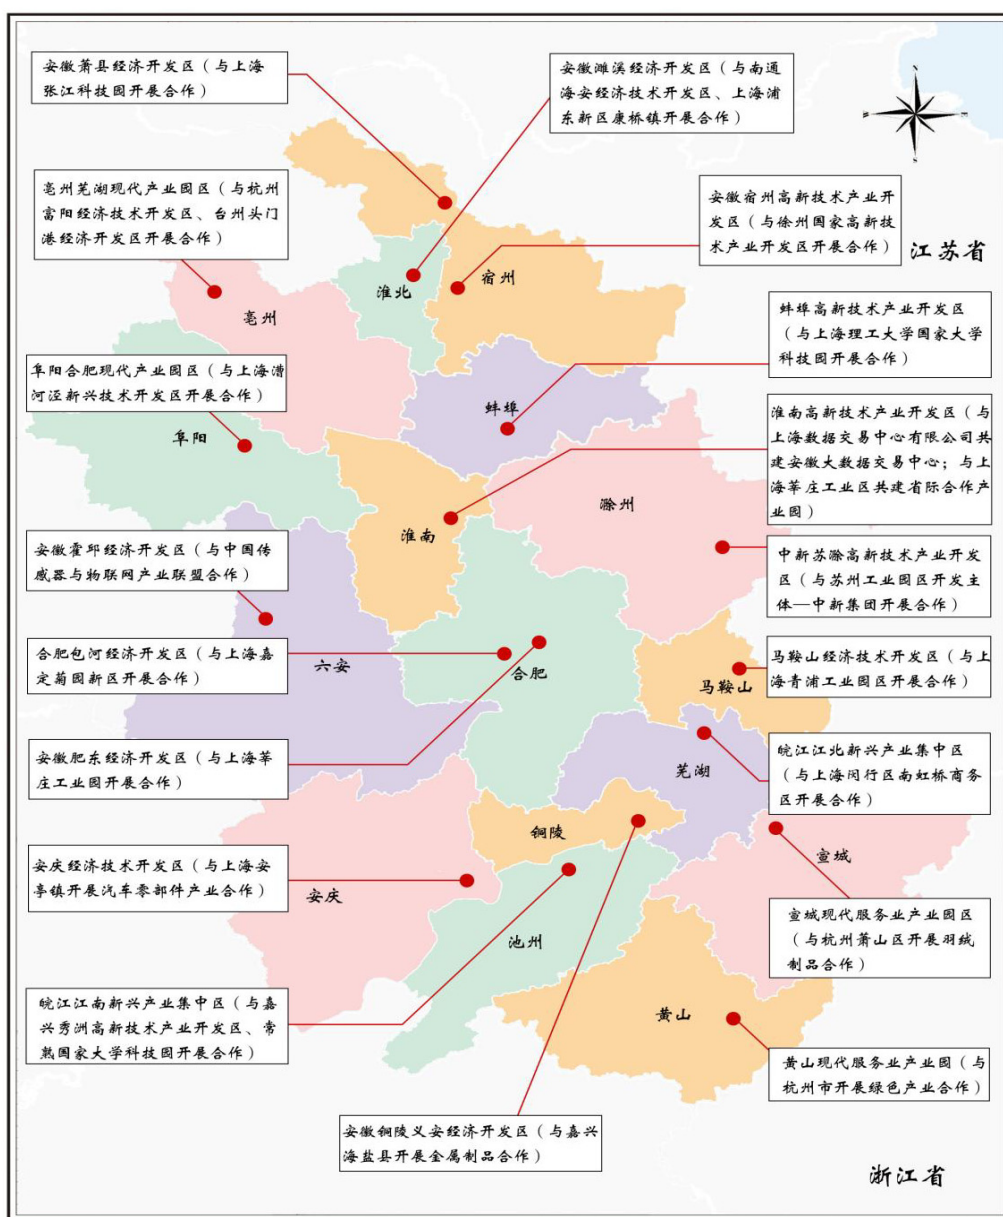 安徽萧县经济开发区（与上海
张江科技园开展合作）
安徽濉溪经济开发区（与南通
海安经济技术开发区、上海浦
东新区康桥镇开展合作）
亳州芜湖现代产业园区（与杭州
富阳经济技术开发区、台州头门
港经济开发区开展合作）
安徽宿州高新技术产业开
发区（与徐州国家高新技
术产业开发区开展合作）
江苏省
淮北
宿州
亳州
蚌埠高新技术产业开发区
（与上海理工大学国家大学
科技园开展合作）
阜阳合肥现代产业园区（与上海漕
河泾新兴技术开发区开展合作）
蚌埠
阜阳
淮南高新技术产业开发区（与
上海数据交易中心有限公司共
建安徽大数据交易中心；与上
海莘庄工业区共建省际合作产
业园）
滁州
淮南
安徽霍邱经济开发区（与中国传
感器与物联网产业联盟合作）
中新苏滁高新技术产业开发
区（与苏州工业园区开发主
体—中新集团开展合作）
合肥包河经济开发区（与上海嘉
定菊园新区开展合作）
六安
合肥
马鞍山
马鞍山经济技术开发区（与上
海青浦工业园区开展合作）
安徽肥东经济开发区（与上海莘
庄工业园开展合作）
芜湖
皖江江北新兴产业集中区
（与上海闵行区南虹桥商务
区开展合作）
铜陵
宣城
安庆经济技术开发区（与上海安
亭镇开展汽车零部件产业合作）
安庆
池州
宣城现代服务业产业园区
（与杭州萧山区开展羽绒
制品合作）
皖江江南新兴产业集中区（与嘉
兴秀洲高新技术产业开发区、常
熟国家大学科技园开展合作）
黄山
黄山现代服务业产业园（与
杭州市开展绿色产业合作）
安徽铜陵义安经济开发区（与嘉兴
海盐县开展金属制品合作）
浙江省